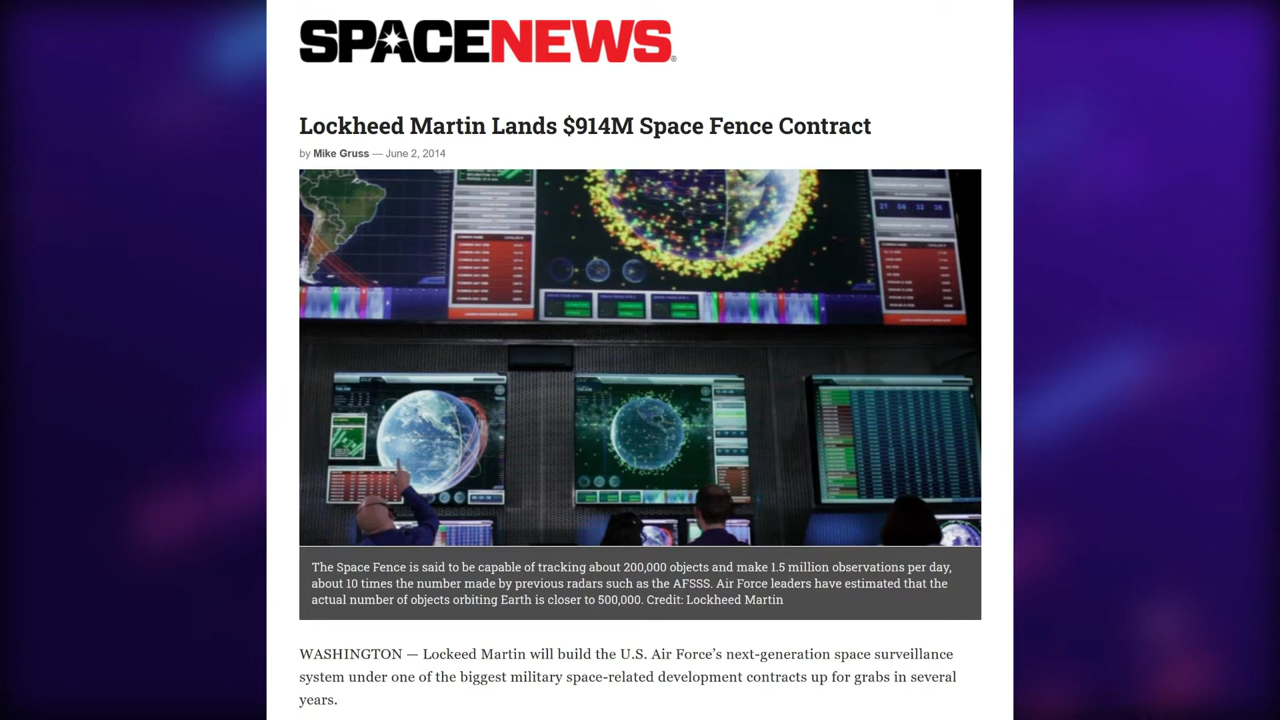 SPACENEWS®
Lockheed Martin Lands $914M Space Fence Contract
by Mike Gruss — June 2, 2014
The Space Fence is said to be capable of tracking about 200,000 objects and make 1.5 million observations per day,
about 10 times the number made by previous radars such as the AFSSS. Air Force leaders have estimated that the
actual number of objects orbiting Earth is closer to 500,000. Credit: Lockheed Martin
WASHINGTON — Lockeed Martin will build the U.S. Air Force’s next-generation space surveillance
system under one of the biggest military space-related development contracts up for grabs in several
years.